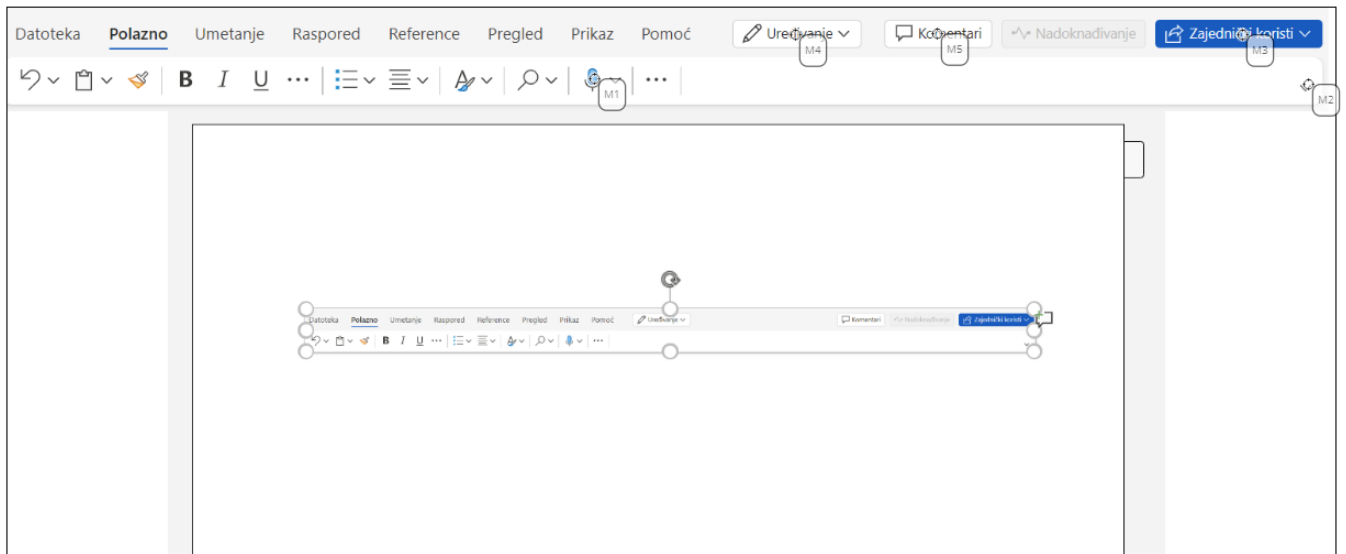 Datoteka Polazno Umetanje Raspored Reference Pregled Prikaz Pomoć Uređivanje Komentari Nadoknađivanje Zajednički koristi
M4 M5 M3
B I U
M1 M2
Datoteka Polazno Umetanje Raspored Reference Pregled Prikaz Pomoć Uređivanje Komentari Nadoknađivanje Zajednički koristi
B I U